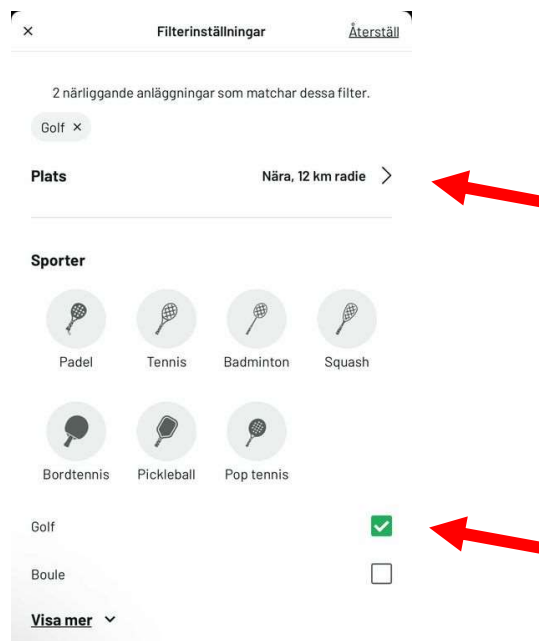 Filterinställningar Återställ
2 närliggande anläggningar som matchar dessa filter.
Golf ×
Plats Nära, 12 km radie
Sporter
Padel Tennis Badminton Squash
Bordtennis Pickleball Pop tennis
Golf
Boule
Visa mer